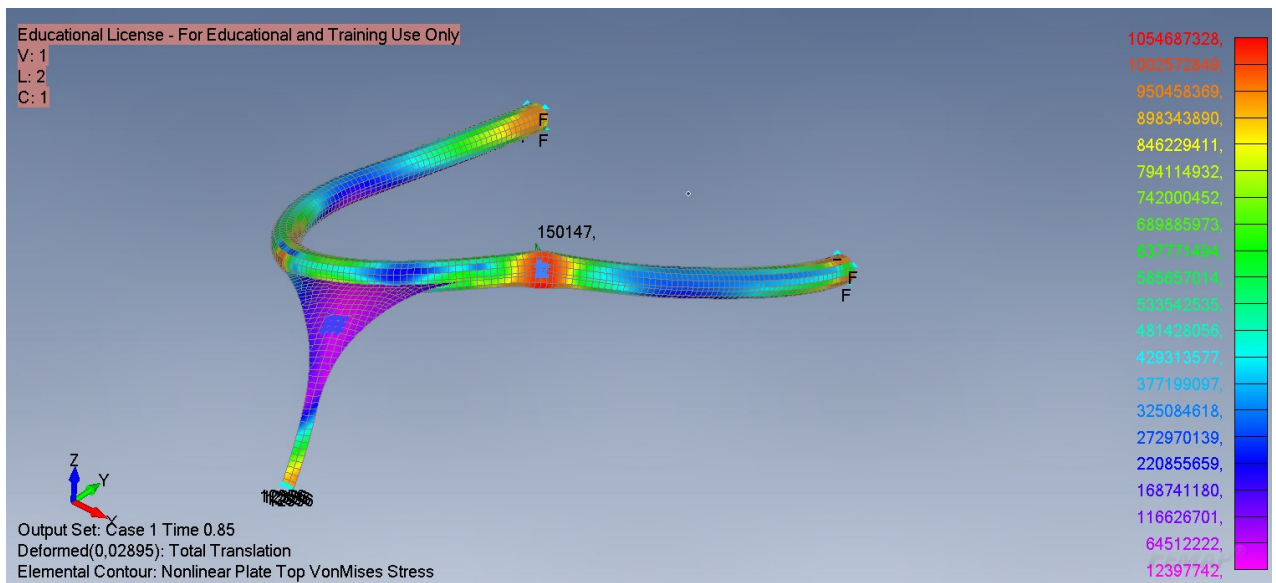 Educational License - For Educational and Training Use Only
V: 1
L: 2
C: 1
1054687328,
1002572849,
950458369,
898343890,
846229411,
794114932,
742000452,
689885973,
637771494,
585657014,
533542535,
481428056,
429313577,
377199097,
325084618,
272970139,
220855659,
168741180,
116626701,
64512222,
12397742,
F
F
150147,
F
F
Z
Y
X
Output Set: Case 1 Time 0.85
Deformed(0,02895): Total Translation
Elemental Contour: Nonlinear Plate Top VonMises Stress